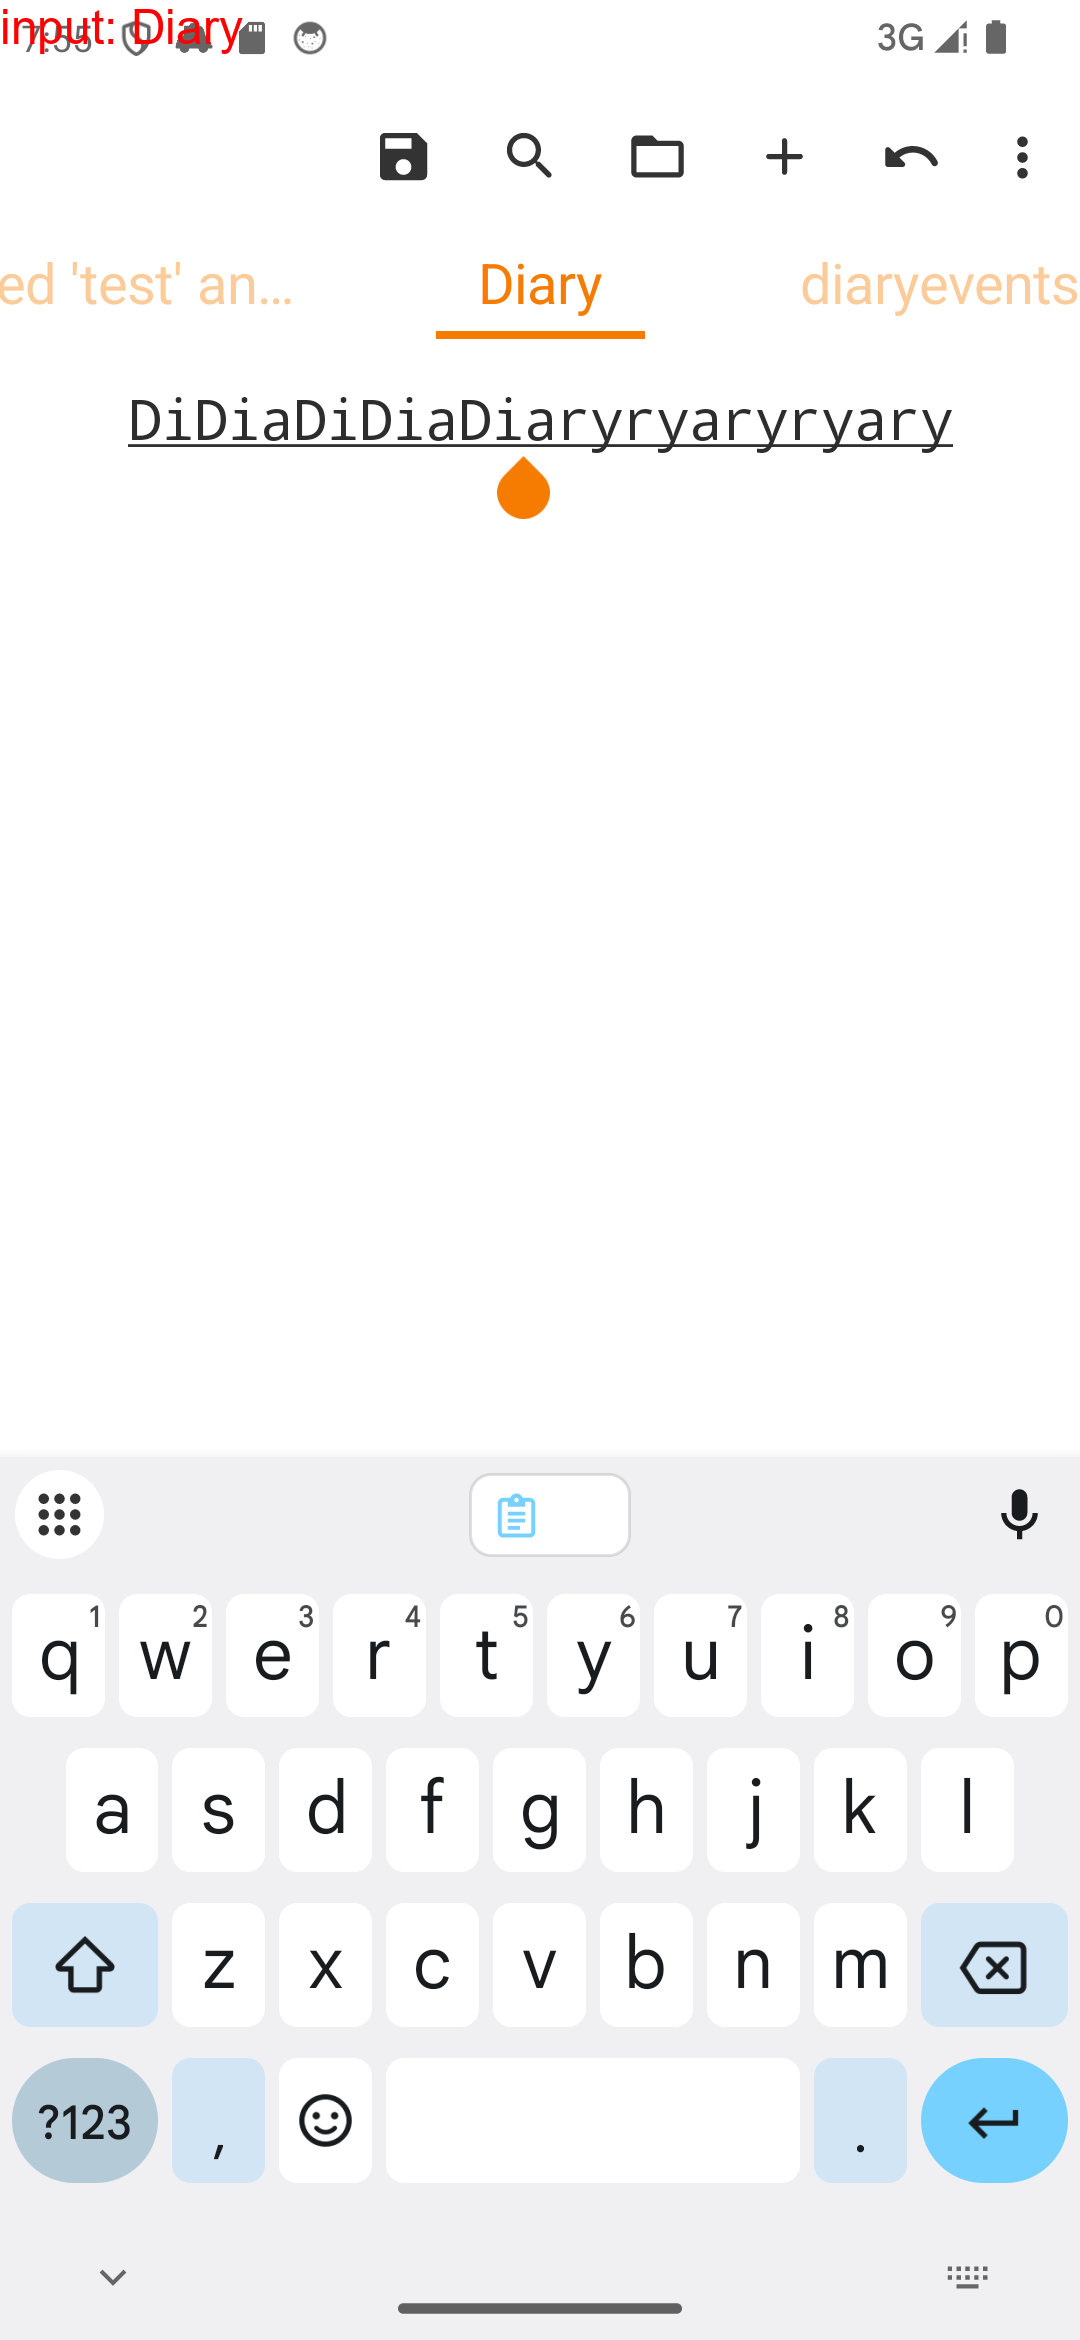 input: Diary
7:55
3G
ed 'test' an...
Diary
diaryevents
DiDiaDiDiaDiaryryaryryary
q 1 w 2 e 3 r 4 t 5 y 6 u 7 i 8 o 9 p 0
a s d f g h j k l
z x c v b n m
?123 , .